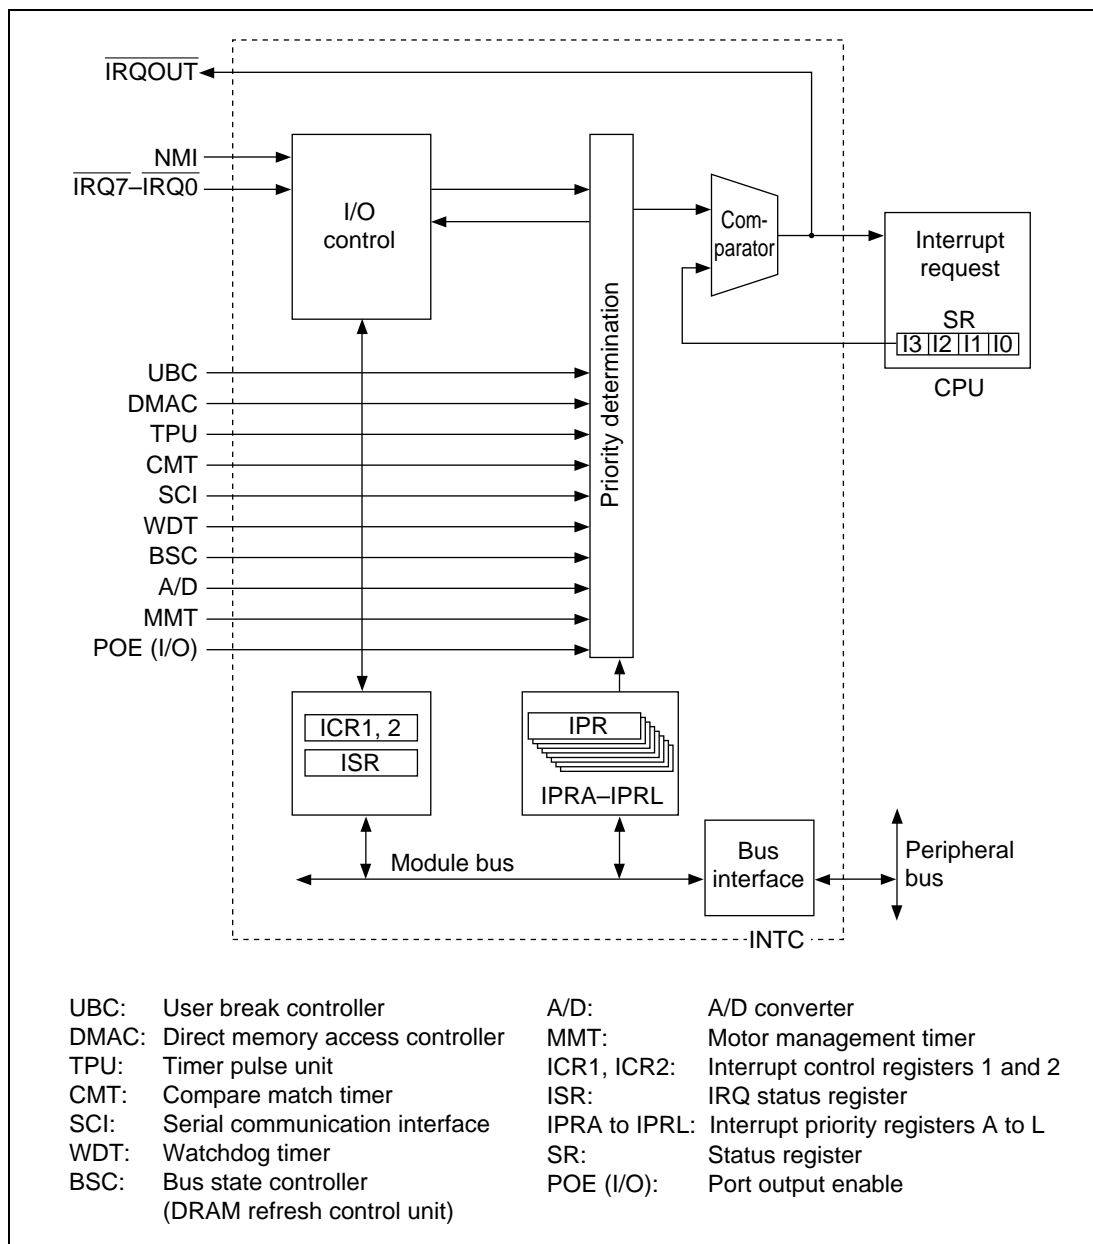 IRQOUT
NMI
IRQ7–IRQ0
I/O
control
Com-
parator
Interrupt
request
SR
I3 I2 I1 I0
CPU
Priority determination
UBC
DMAC
TPU
CMT
SCI
WDT
BSC
A/D
MMT
POE (I/O)
ICR1, 2
ISR
IPR
IPRA–IPRL
Module bus
Bus
interface
Peripheral
bus
INTC
UBC: User break controller
DMAC: Direct memory access controller
TPU: Timer pulse unit
CMT: Compare match timer
SCI: Serial communication interface
WDT: Watchdog timer
BSC: Bus state controller
(DRAM refresh control unit)
A/D: A/D converter
MMT: Motor management timer
ICR1, ICR2: Interrupt control registers 1 and 2
ISR: IRQ status register
IPRA to IPRL: Interrupt priority registers A to L
SR: Status register
POE (I/O): Port output enable